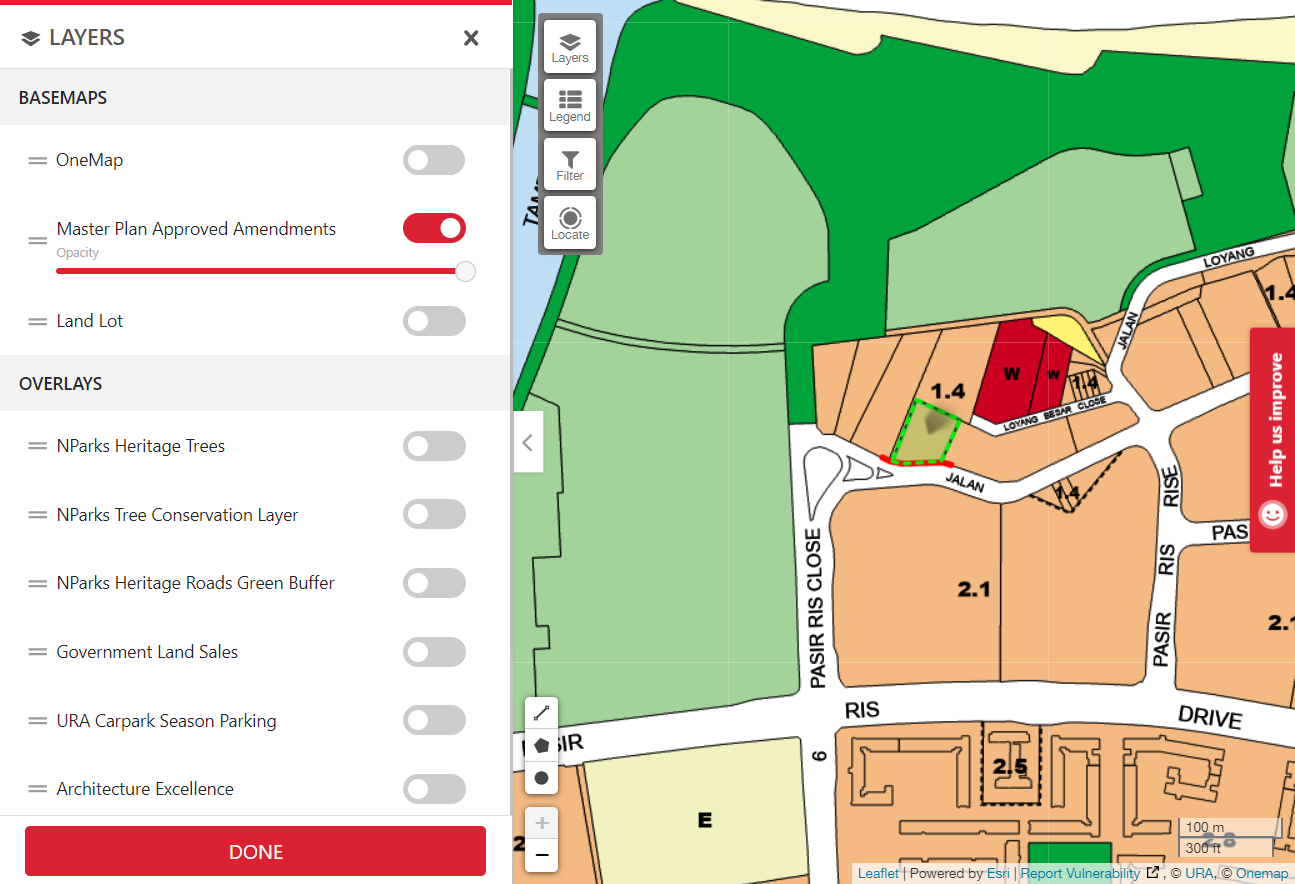 LAYERS
BASEMAPS
OneMap
Master Plan Approved Amendments
Opacity
Land Lot
OVERLAYS
NParks Heritage Trees
NParks Tree Conservation Layer
NParks Heritage Roads Green Buffer
Government Land Sales
URA Carpark Season Parking
Architecture Excellence
DONE
Layers
Legend
Filter
Locate
LOYANG
1.4
JALAN
W
W
1.4
1.4
LOYANG BESAR CLOSE
JALAN
1.4
RISE
PAS
RIS
PASIR
PASIR RIS CLOSE
2.1
2.1
RIS
DRIVE
SIR
9
2.5
E
2
2.8
Help us improve
+
−
100 m
300 ft
Leaflet | Powered by Esri | Report Vulnerability , © URA, © Onemap